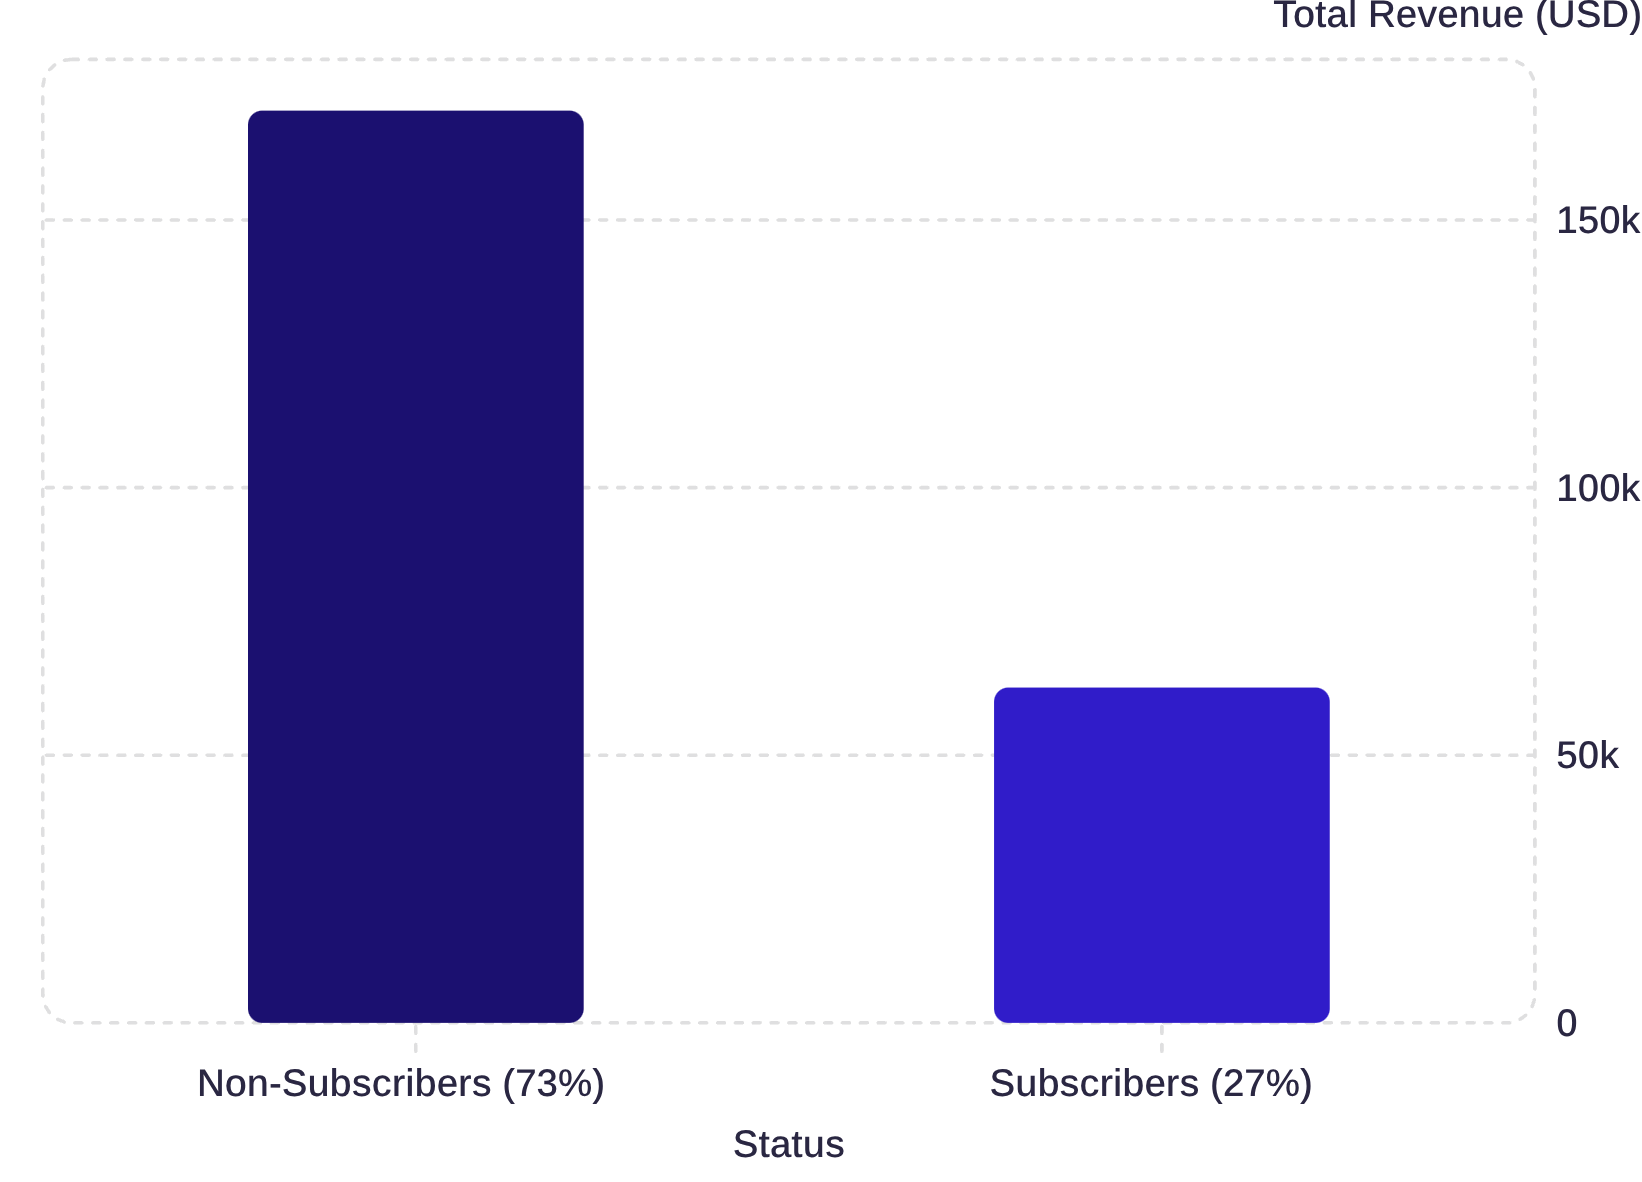 Total Revenue (USD)
150k
100k
50k
0
Non-Subscribers (73%)
Subscribers (27%)
Status